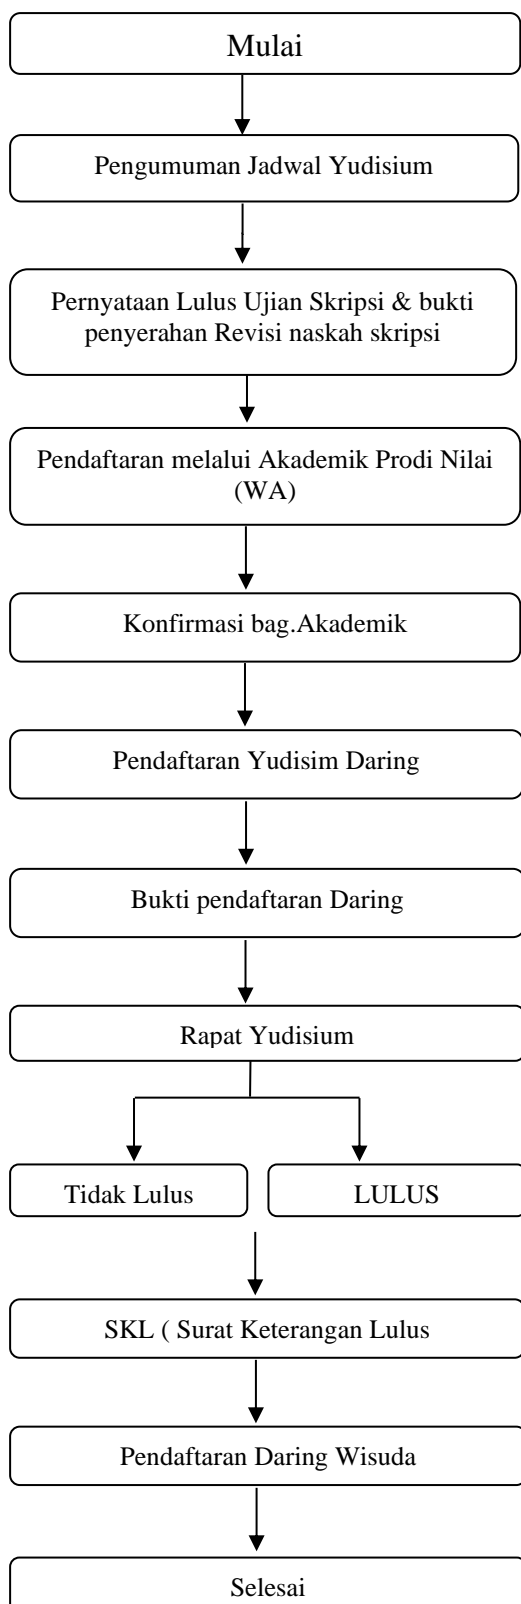 Mulai
Pengumuman Jadwal Yudisium
Pernyataan Lulus Ujian Skripsi & bukti
penyerahan Revisi naskah skripsi
Pendaftaran melalui Akademik Prodi Nilai
(WA)
Konfirmasi bag.Akademik
Pendaftaran Yudisim Daring
Bukti pendaftaran Daring
Rapat Yudisium
Tidak Lulus
LULUS
SKL ( Surat Keterangan Lulus
Pendaftaran Daring Wisuda
Selesai